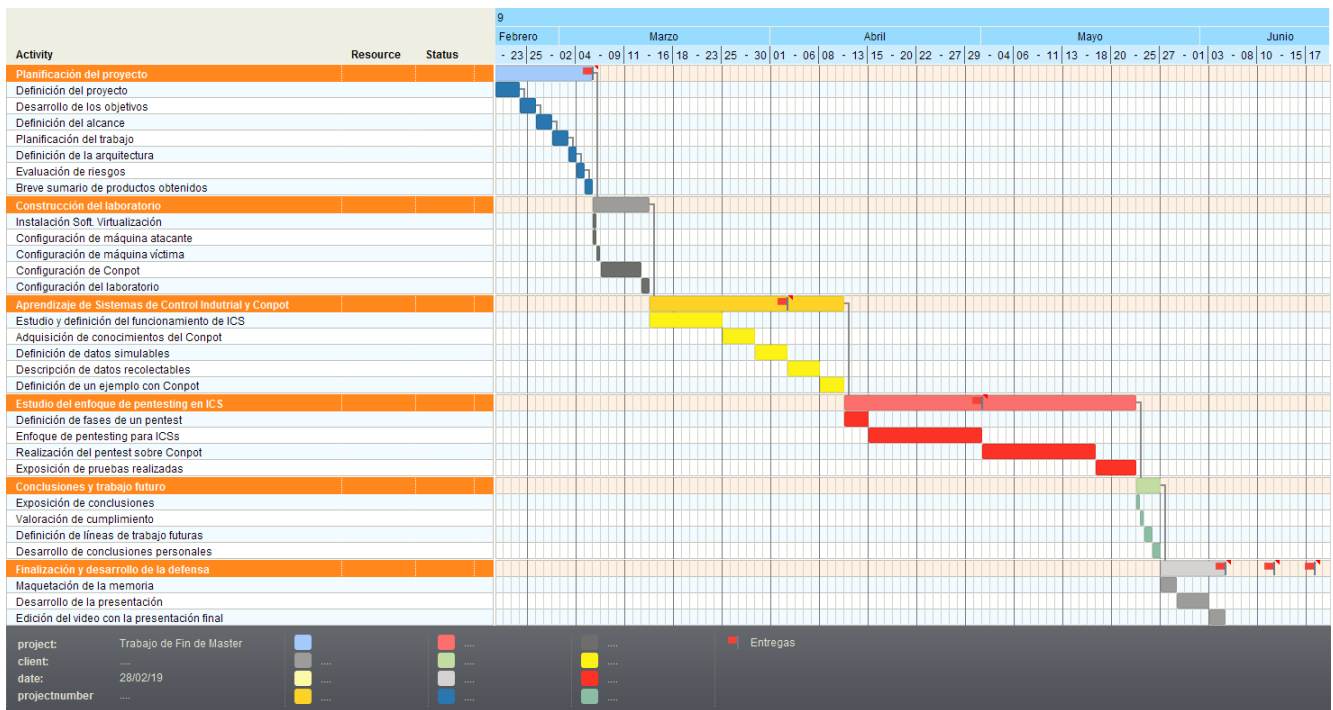 9
Febrero Marzo Abril Mayo Junio
Activity Resource Status - 23 25 - 02 04 - 09 11 - 16 18 - 23 25 - 30 01 - 06 08 - 13 15 - 20 22 - 27 29 - 04 06 - 11 13 - 18 20 - 25 27 - 01 03 - 08 10 - 15 17
Planificación del proyecto
Definición del proyecto
Desarrollo de los objetivos
Definición del alcance
Planificación del trabajo
Definición de la arquitectura
Evaluación de riesgos
Breve sumario de productos obtenidos
Construcción del laboratorio
Instalación Soft. Virtualización
Configuración de máquina atacante
Configuración de máquina víctima
Configuración de Conpot
Configuración del laboratorio
Aprendizaje de Sistemas de Control Indutrial y Conpot
Estudio y definición del funcionamiento de ICS
Adquisición de conocimientos del Conpot
Definición de datos simulables
Descripción de datos recolectables
Definición de un ejemplo con Conpot
Estudio del enfoque de pentesting en ICS
Definición de fases de un pentest
Enfoque de pentesting para ICSs
Realización del pentest sobre Conpot
Exposición de pruebas realizadas
Conclusiones y trabajo futuro
Exposición de conclusiones
Valoración de cumplimiento
Definición de líneas de trabajo futuras
Desarrollo de conclusiones personales
Finalización y desarrollo de la defensa
Maquetación de la memoria
Desarrollo de la presentación
Edición del video con la presentación final
project: Trabajo de Fin de Master .... .... Entregas
client: .... .... .... ....
date: 28/02/19 .... .... ....
projectnumber .... .... .... ....